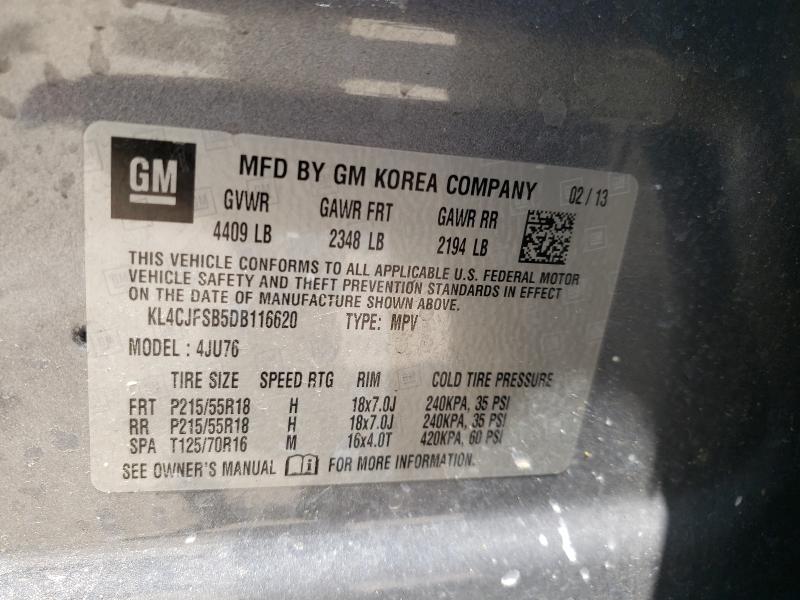 GM
MFD BY GM KOREA COMPANY 02 / 13
GVWR GAWR FRT GAWR RR
4409 LB 2348 LB 2194 LB
THIS VEHICLE CONFORMS TO ALL APPLICABLE U.S. FEDERAL MOTOR
VEHICLE SAFETY AND THEFT PREVENTION STANDARDS IN EFFECT
ON THE DATE OF MANUFACTURE SHOWN ABOVE.
KL4CJFSB5DB116620 TYPE: MPV
MODEL : 4JU76
TIRE SIZE SPEED RTG RIM COLD TIRE PRESSURE
FRT P215/55R18 H 18x7.0J 240KPA, 35 PSI
RR P215/55R18 H 18x7.0J 240KPA, 35 PSI
SPA T125/70R16 M 16x4.0T 420KPA, 60 PSI
SEE OWNER'S MANUAL FOR MORE INFORMATION.